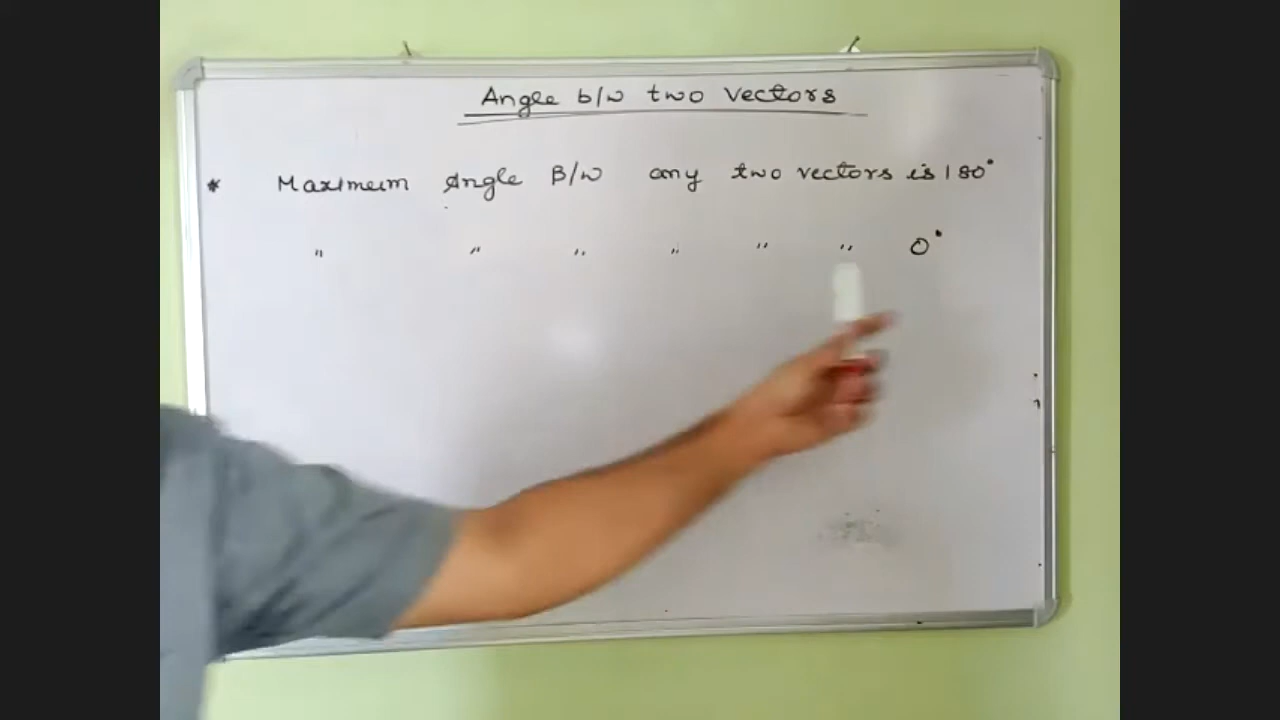 Angle b/w two vectors
* Maximum Angle B/w any two vectors is 180°
" " " " " " 0°